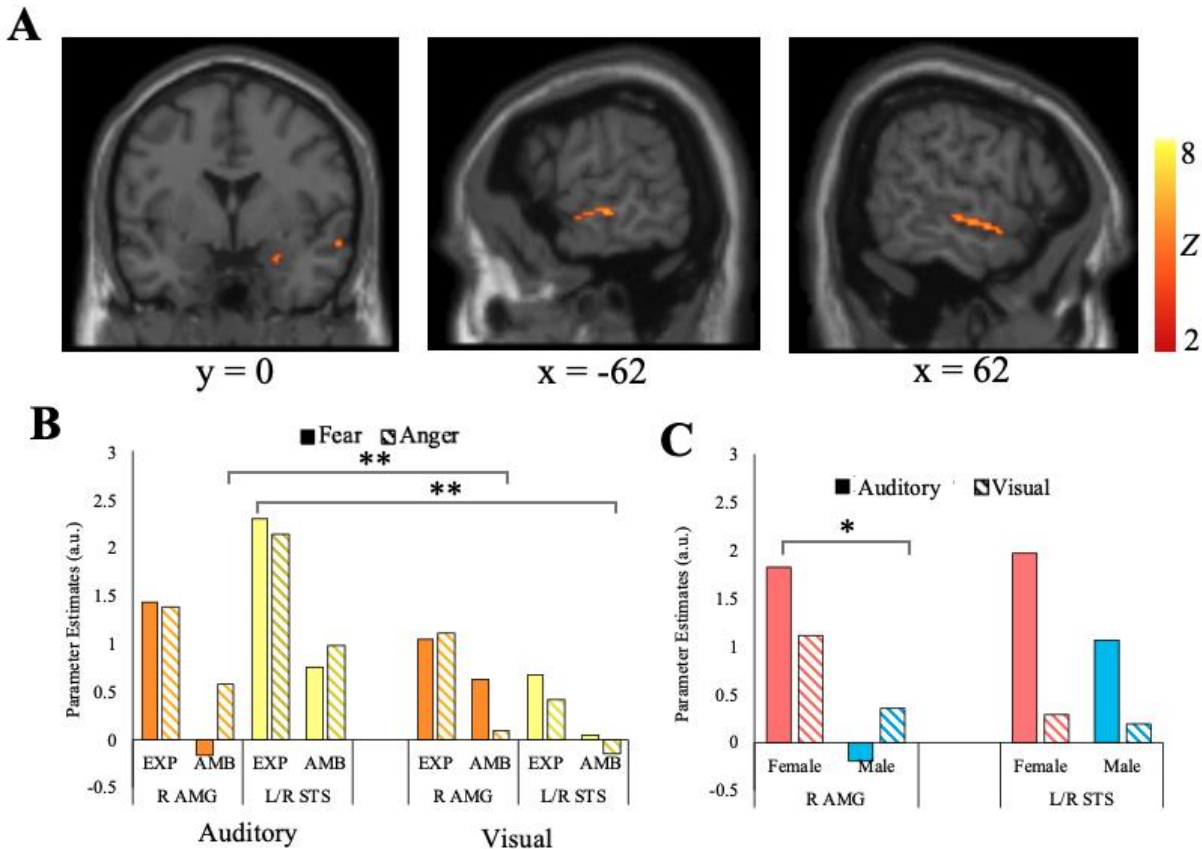 A
8
Z
2
y = 0
x = -62
x = 62
B
Fear
Anger
**
**
3
2.5
2
1.5
1
0.5
0
-0.5
Parameter Estimates (a.u.)
EXP
AMB
EXP
AMB
EXP
AMB
EXP
AMB
R AMG
L/R STS
R AMG
L/R STS
Auditory
Visual
C
Auditory
Visual
*
3
2.5
2
1.5
1
0.5
0
-0.5
Parameter Estimates (a.u.)
Female
Male
Female
Male
R AMG
L/R STS